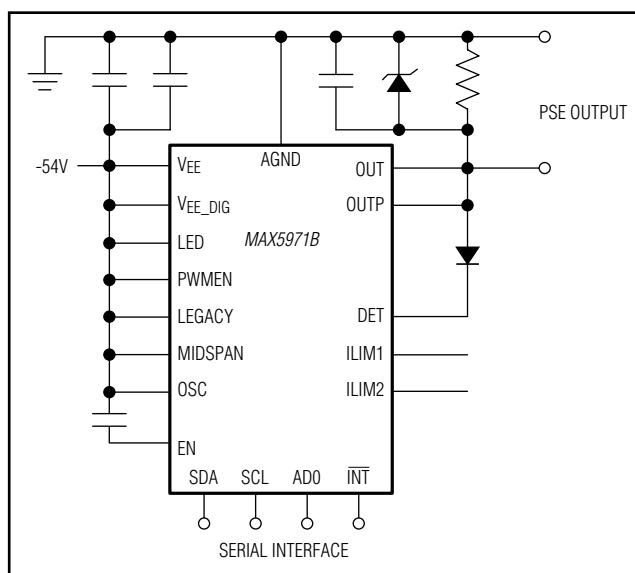 PSE OUTPUT
-54V
VEE
AGND
OUT
VEE_DIG
OUTP
LED
MAX5971B
PWMEN
LEGACY
DET
MIDSPAN
ILIM1
OSC
ILIM2
EN
SDA SCL AD0 INT
SERIAL INTERFACE